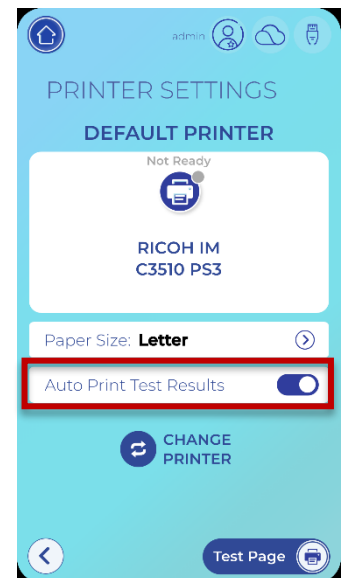 admin
PRINTER SETTINGS
DEFAULT PRINTER
Not Ready
RICOH IM
C3510 PS3
Paper Size: Letter
Auto Print Test Results
CHANGE
PRINTER
Test Page